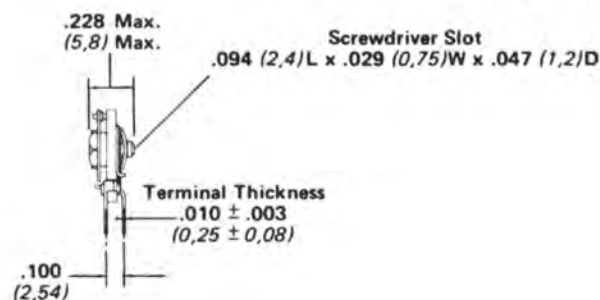 .228 Max.
(5,8) Max.
Screwdriver Slot
.094 (2,4)L x .029 (0,75)W x .047 (1,2)D
Terminal Thickness
.010 ± .003
(0,25 ± 0,08)
.100
(2,54)